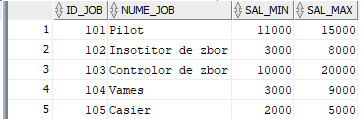 ID_JOB NUME_JOB SAL_MIN SAL_MAX
1 101 Pilot 11000 15000
2 102 Insotitor de zbor 3000 8000
3 103 Controlor de zbor 10000 20000
4 104 Vames 3000 9000
5 105 Casier 2000 5000